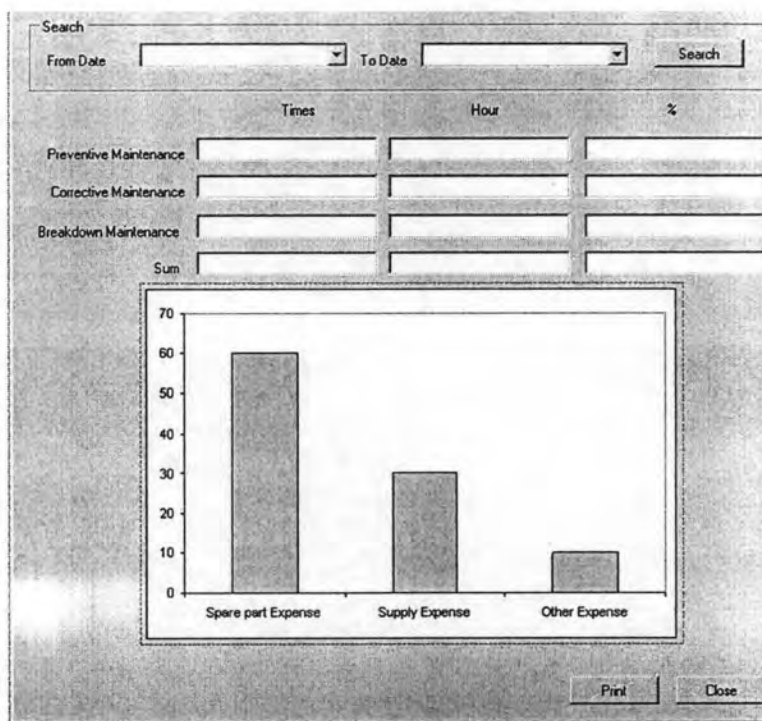 Search
From Date To Date Search
Times Hour %
Preventive Maintenance
Corrective Maintenance
Breakdown Maintenance
Sum
70
60
50
40
30
20
10
0
Spare part Expense Supply Expense Other Expense
Print Close